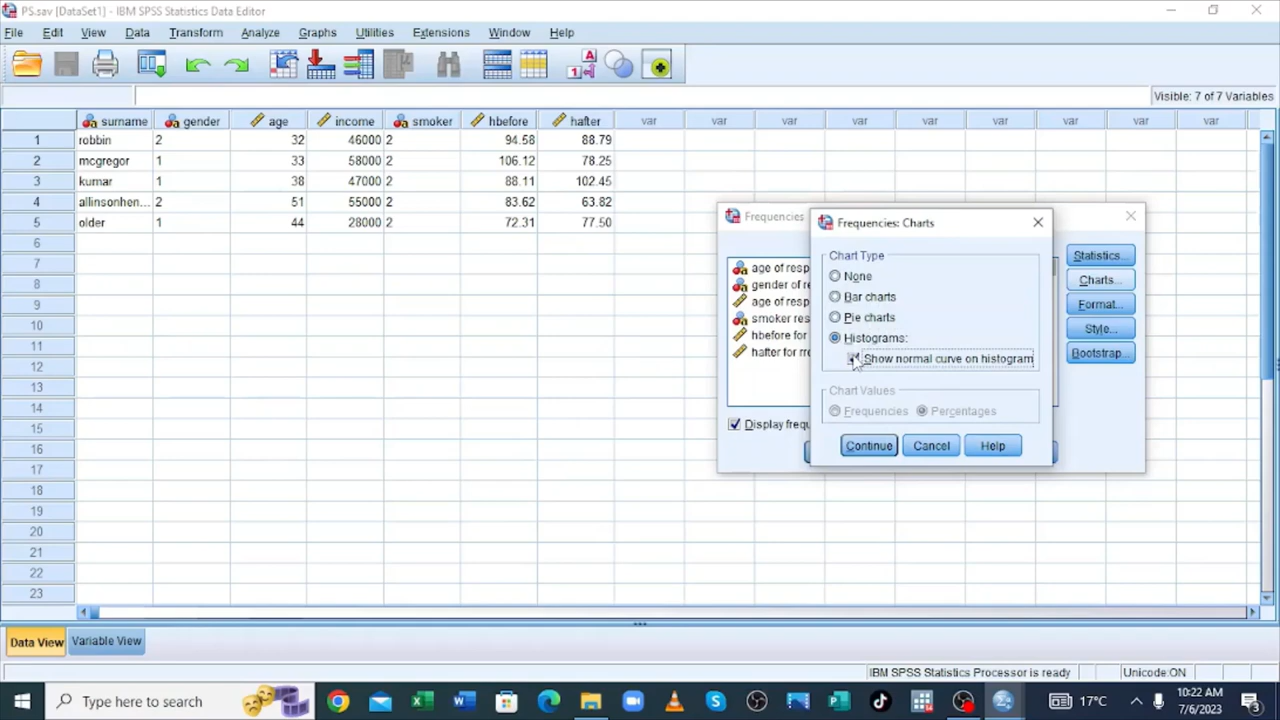 PS.sav [DataSet1] - IBM SPSS Statistics Data Editor
File Edit View Data Transform Analyze Graphs Utilities Extensions Window Help
Visible: 7 of 7 Variables
surname gender age income smoker hbefore hafter var var var var var var var var var
1 robbin 2 32 46000 2 94.58 88.79
2 mcgregor 1 33 58000 2 106.12 78.25
3 kumar 1 38 47000 2 88.11 102.45
4 allinsonhen... 2 51 55000 2 83.62 63.82
5 older 1 44 28000 2 72.31 77.50
6
7
8
9
10
11
12
13
14
15
16
17
18
19
20
21
22
23
Frequencies
age of resp
gender of re
age of resp
smoker res
hbefore for
hafter for rre
Display frequ
Statistics...
Charts...
Format...
Style...
Bootstrap...
Frequencies: Charts
Chart Type
None
Bar charts
Pie charts
Histograms:
Show normal curve on histogram
Chart Values
Frequencies Percentages
Continue Cancel Help
Data View Variable View
IBM SPSS Statistics Processor is ready Unicode:ON
Type here to search
17°C
10:22 AM
7/6/2023
3